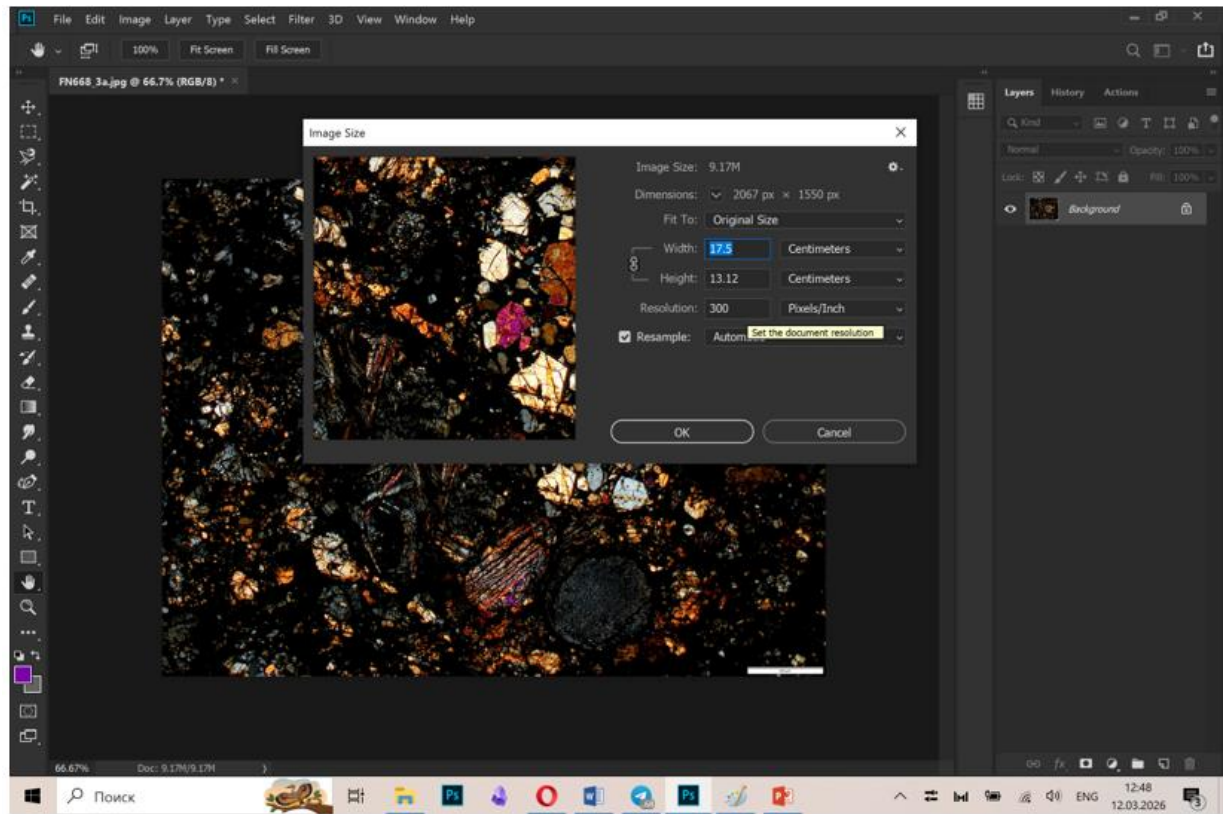 Ps File Edit Image Layer Type Select Filter 3D View Window Help
100% Fit Screen Fill Screen
FN668_3a.jpg @ 66.7% (RGB/8) * ×
Layers History Actions
Kind
Normal Opacity: 100%
Lock: Fill: 100%
Background
Image Size
Image Size: 9.17M
Dimensions: 2067 px × 1550 px
Fit To: Original Size
Width: 17.5 Centimeters
Height: 13.12 Centimeters
Resolution: 300 Pixels/Inch
Set the document resolution
Resample:
OK Cancel
66.67% Doc: 9.17M/9.17M
Поиск
ENG
12:48
12.03.2026
3